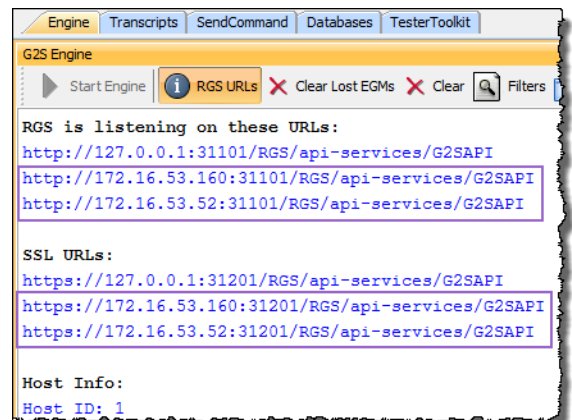 Engine Transcripts SendCommand Databases TesterToolkit
G2S Engine
Start Engine RGS URLs Clear Lost EGMs Clear Filters
RGS is listening on these URLs:
http://127.0.0.1:31101/RGS/api-services/G2SAPI
http://172.16.53.160:31101/RGS/api-services/G2SAPI
http://172.16.53.52:31101/RGS/api-services/G2SAPI
SSL URLs:
https://127.0.0.1:31201/RGS/api-services/G2SAPI
https://172.16.53.160:31201/RGS/api-services/G2SAPI
https://172.16.53.52:31201/RGS/api-services/G2SAPI
Host Info:
Host ID: 1